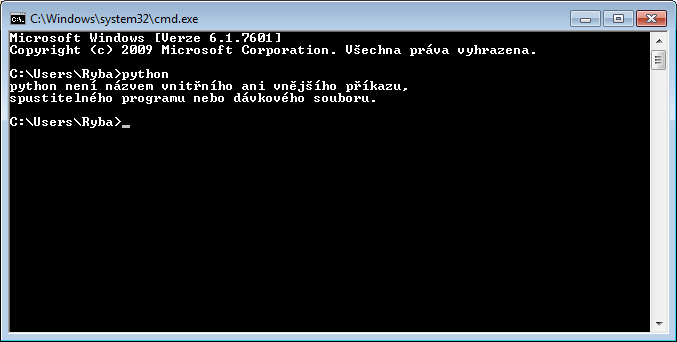 C:\Windows\system32\cmd.exe
Microsoft Windows [Verze 6.1.7601]
Copyright (c) 2009 Microsoft Corporation. Všechna práva vyhrazena.
C:\Users\Ryba>python
python není názvem vnitřního ani vnějšího příkazu,
spustitelného programu nebo dávkového souboru.
C:\Users\Ryba>_